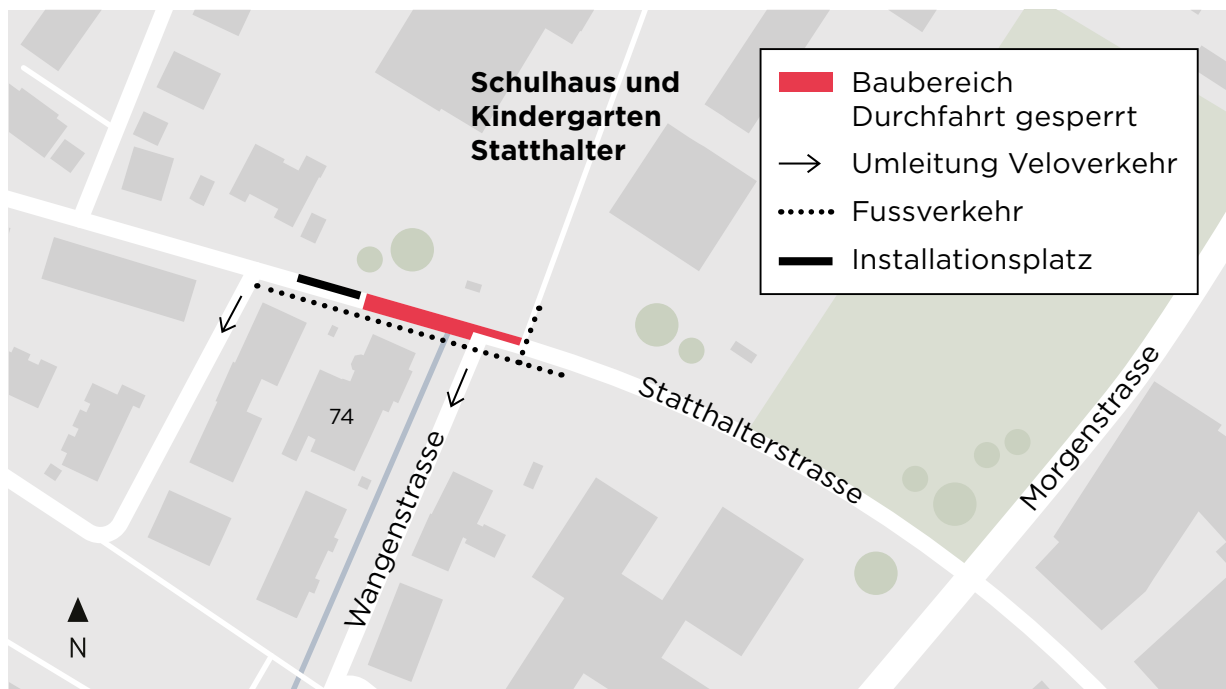 Schulhaus und
Kindergarten
Statthalter
Baubereich
Durchfahrt gesperrt
Umleitung Veloverkehr
Fussverkehr
Installationsplatz
74
Statthalterstrasse
Morgenstrasse
Wangenstrasse
N